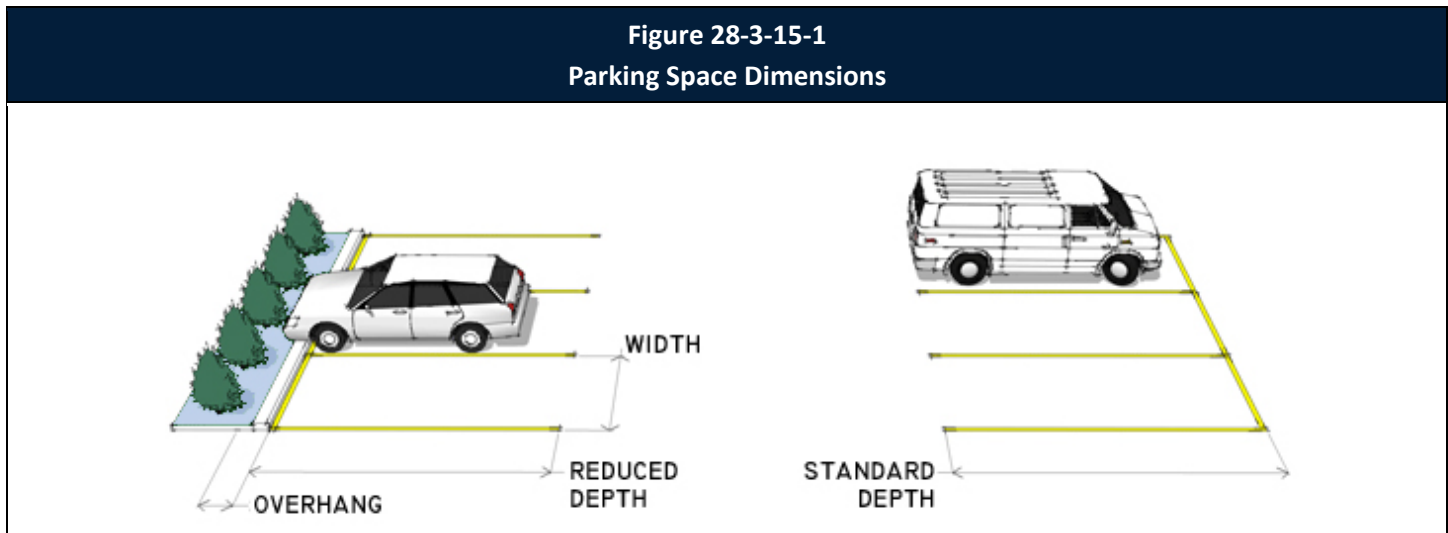 Figure 28-3-15-1
Parking Space Dimensions
WIDTH
REDUCED
DEPTH
OVERHANG
STANDARD
DEPTH